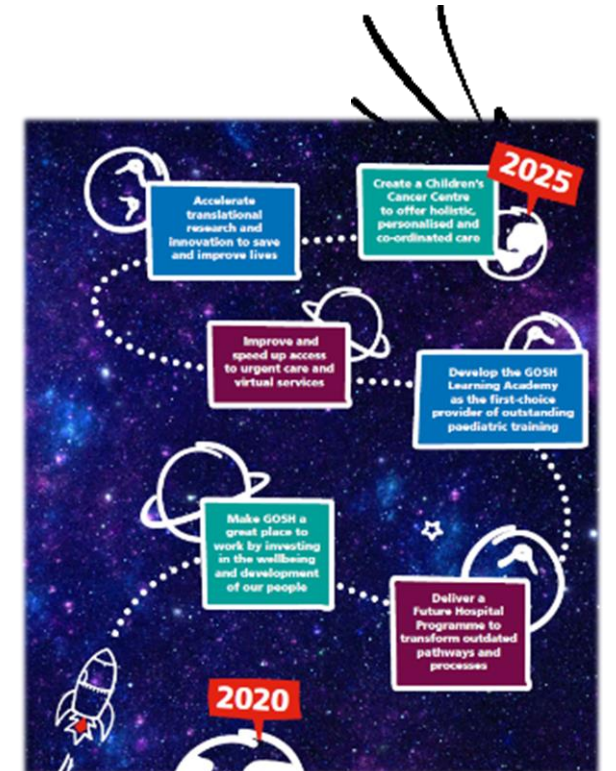 2025
Create a Children's
Cancer Centre
to offer holistic,
personalised and
co-ordinated care
Accelerate
translational
research and
innovation to save
and improve lives
Improve and
speed up access
to urgent care and
virtual services
Develop the GOSH
Learning Academy
as the first-choice
provider of outstanding
paediatric training
Make GOSH a
great place to
work by investing
in the wellbeing
and development
of our people
Deliver a
Future Hospital
Programme to
transform outdated
pathways and
processes
2020